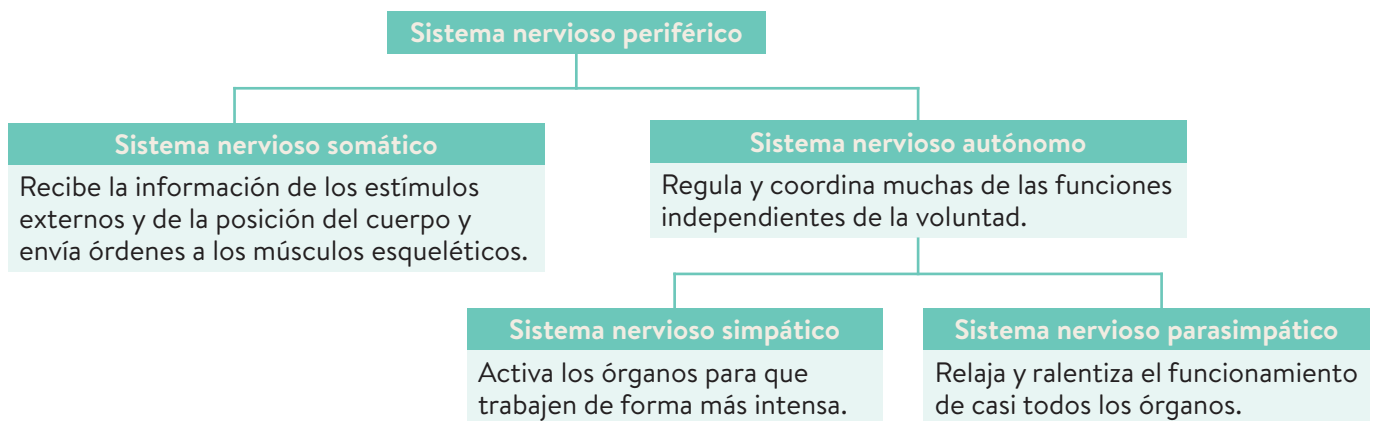 Sistema nervioso periférico
Sistema nervioso somático
Recibe la información de los estímulos
externos y de la posición del cuerpo y
envía órdenes a los músculos esqueléticos.
Sistema nervioso autónomo
Regula y coordina muchas de las funciones
independientes de la voluntad.
Sistema nervioso simpático
Activa los órganos para que
trabajen de forma más intensa.
Sistema nervioso parasimpático
Relaja y ralentiza el funcionamiento
de casi todos los órganos.